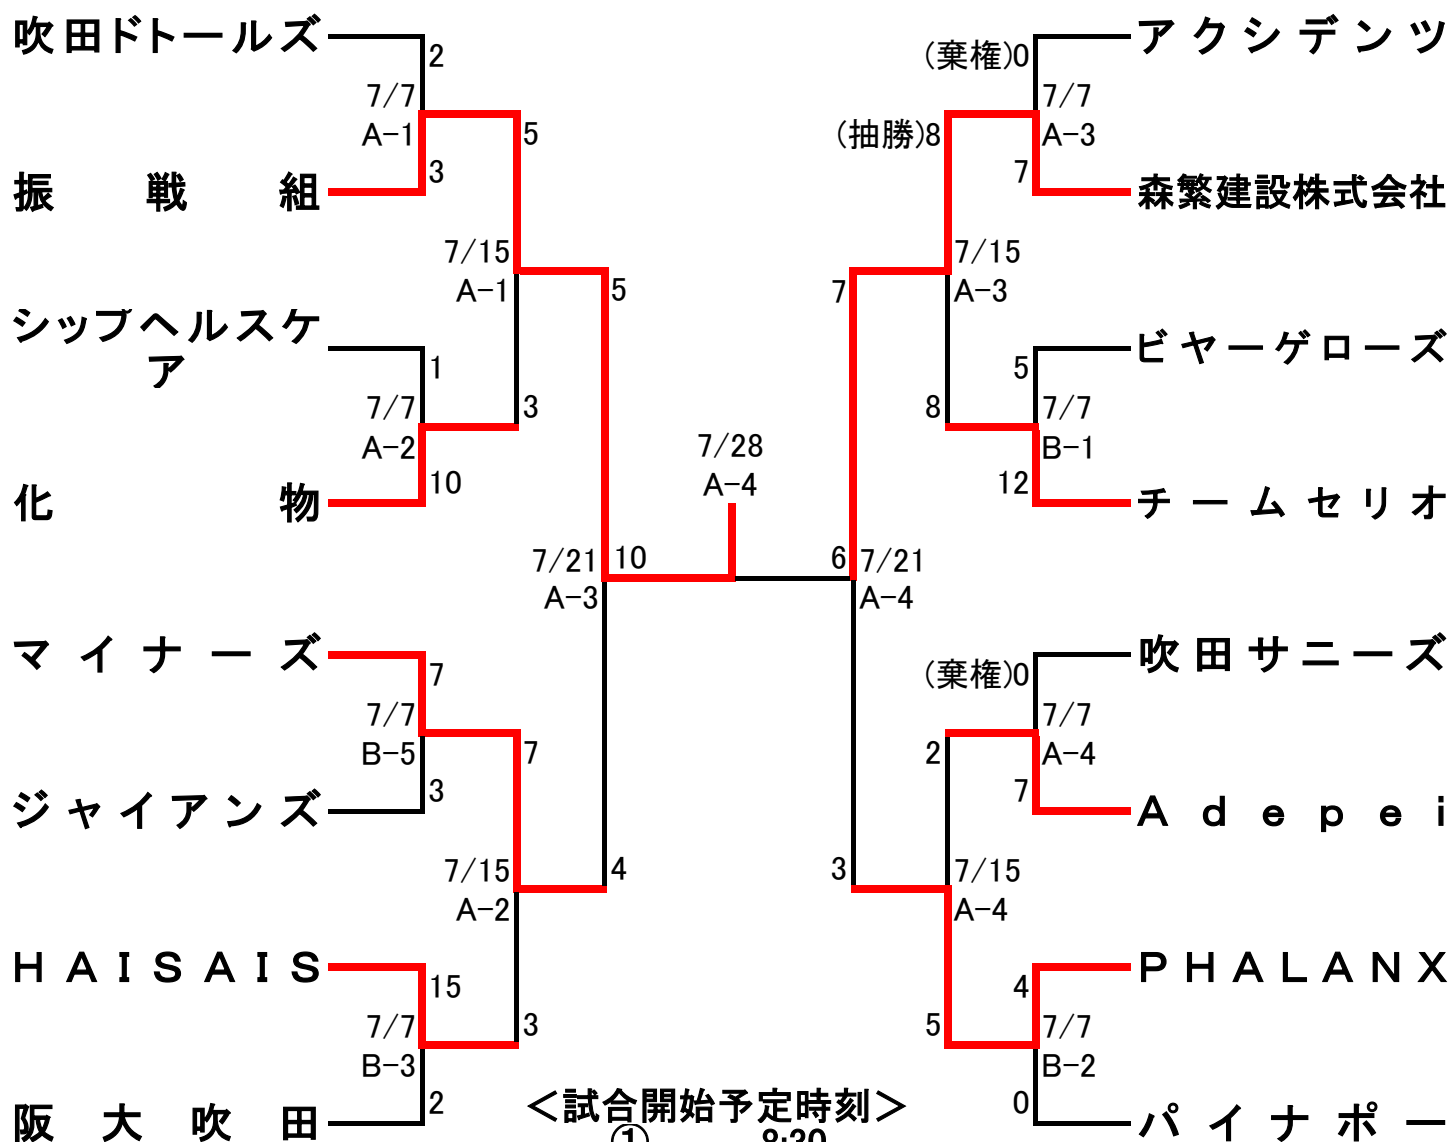 吹田ドトールズ
2
7/7
A-1
3
振戦組
5
7/15
A-1
シップヘルスケ
ア
1
7/7
A-2
10
化物
3
5
7/21
A-3
10
マイナーズ
7
7/7
B-5
3
ジャイアンズ
7
7/15
A-2
4
HAISAIS
15
7/7
B-3
2
阪大吹田
3
7/28
A-4
アクシデンツ
(棄権)0
7/7
A-3
7
森繁建設株式会社
(抽勝)8
7/15
A-3
7
ビヤーゲローズ
5
7/7
B-1
12
チームセリオ
8
6
7/21
A-4
吹田サニーズ
(棄権)0
7/7
A-4
7
Adepei
2
7/15
A-4
3
PHALANX
4
7/7
B-2
0
パイナポー
5
<試合開始予定時刻>
① 8:30